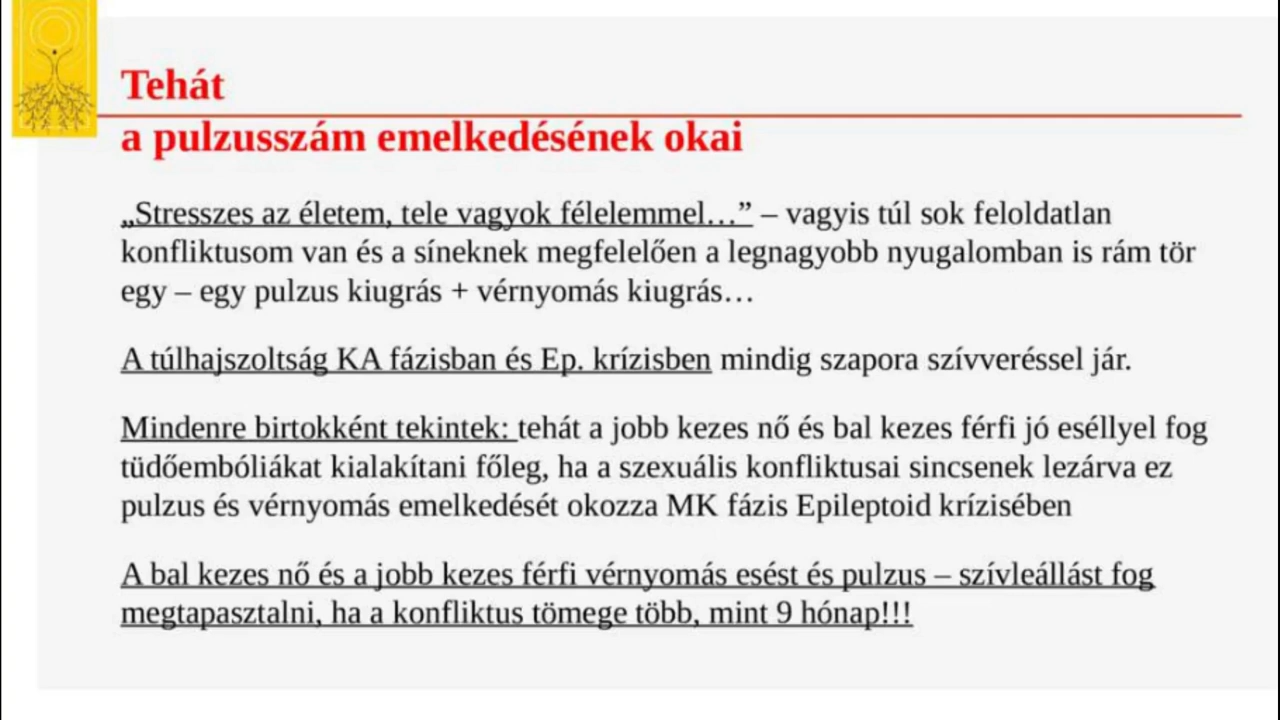 Tehát
a pulzusszám emelkedésének okai
„Stresszes az életem, tele vagyok félelemmel…” – vagyis túl sok feloldatlan
konfliktusom van és a síneknek megfelelően a legnagyobb nyugalomban is rám tör
egy – egy pulzus kiugrás + vérnyomás kiugrás…
A túlhajszoltság KA fázisban és Ep. krízisben mindig szapora szívveréssel jár.
Mindenre birtokként tekintek: tehát a jobb kezes nő és bal kezes férfi jó eséllyel fog
tüdőembóliákat kialakítani főleg, ha a szexuális konfliktusai sincsenek lezárva ez
pulzus és vérnyomás emelkedését okozza MK fázis Epileptoid krízisében
A bal kezes nő és a jobb kezes férfi vérnyomás esést és pulzus – szívleállást fog
megtapasztalni, ha a konfliktus tömege több, mint 9 hónap!!!